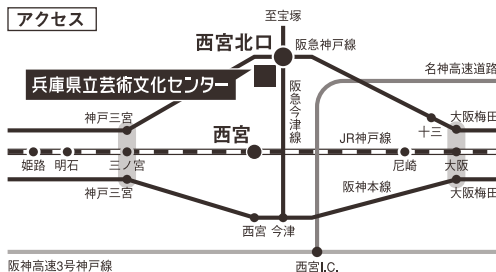 アクセス
至宝塚
西宮北口
阪急神戸線
兵庫県立芸術文化センター
名神高速道路
阪急今津線
神戸三宮
十三
大阪梅田
西宮
JR神戸線
姫路
明石
三ノ宮
尼崎
大阪
神戸三宮
阪神本線
大阪梅田
西宮
今津
阪高速3号神戸線
西宮I.C.